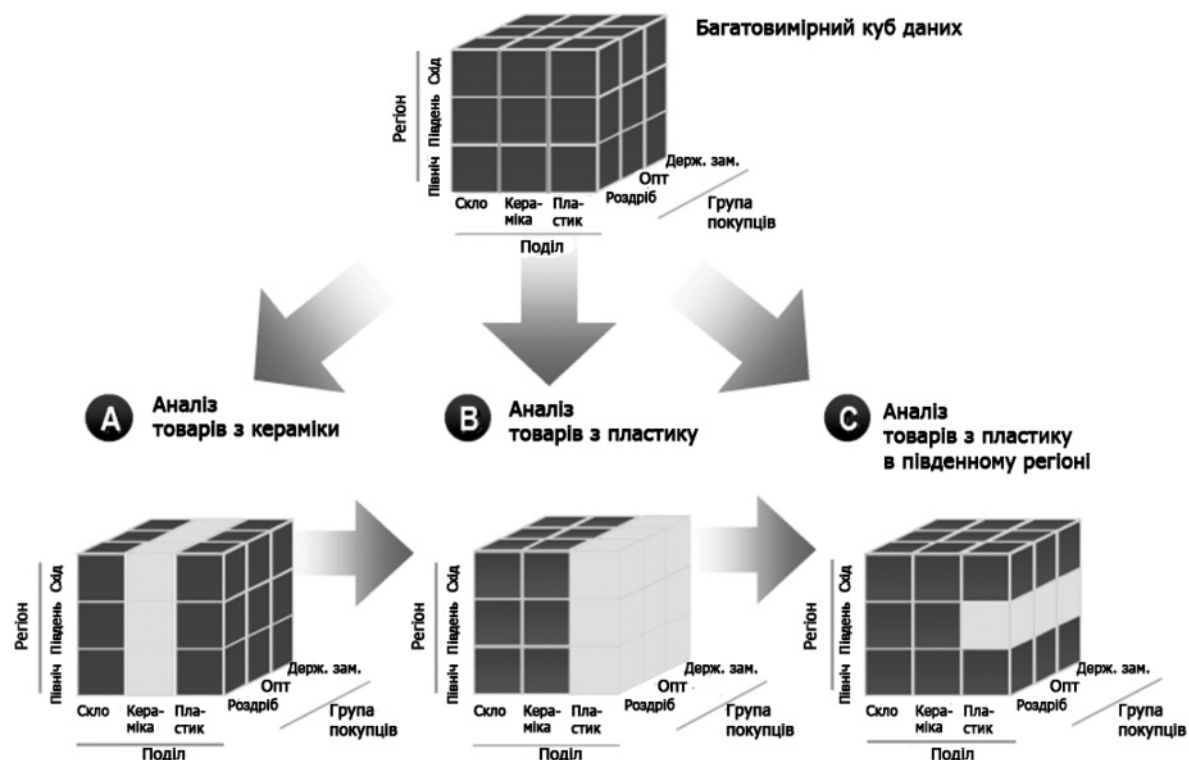 Багатовимірний куб даних
Регіон
Схід
Південь
Північ
Держ. зам.
Опт
Роздріб
Скло
Кера-
міка
Пла-
стик
Група
покупців
Поділ
A
Аналіз
товарів з кераміки
B
Аналіз
товарів з пластику
C
Аналіз
товарів з пластику
в південному регіоні
Регіон
Схід
Південь
Північ
Держ. зам.
Опт
Роздріб
Скло
Кера-
міка
Пла-
стик
Група
покупців
Поділ
Регіон
Схід
Південь
Північ
Держ. зам.
Опт
Роздріб
Скло
Кера-
міка
Пла-
стик
Група
покупців
Поділ
Регіон
Схід
Південь
Північ
Держ. зам.
Опт
Роздріб
Скло
Кера-
міка
Пла-
стик
Група
покупців
Поділ